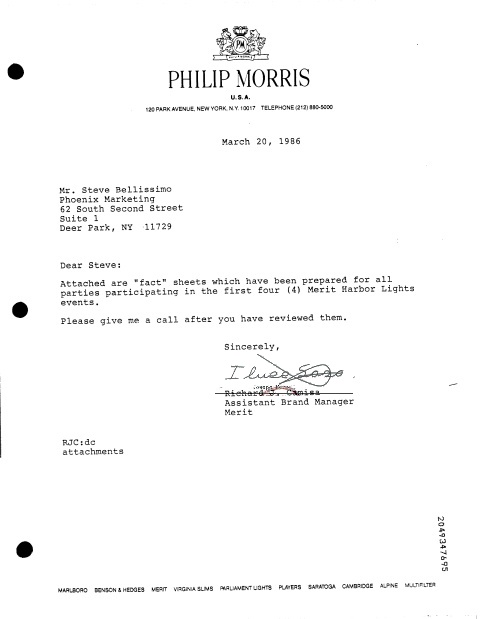 PM
PHILIP MORRIS
U.S.A.
120 PARK AVENUE, NEW YORK, N.Y. 10017 TELEPHONE (212) 880-5000
March 20, 1986
Mr. Steve Bellissimo
Phoenix Marketing
62 South Second Street
Suite 1
Deer Park, NY 11729
Dear Steve:
Attached are "fact" sheets which have been prepared for all
parties participating in the first four (4) Merit Harbor Lights
events.
Please give me a call after you have reviewed them.
Sincerely,
Richard J. Camisa
Assistant Brand Manager
Merit
RJC:dc
attachments
2049347695
MARLBORO BENSON & HEDGES MERIT VIRGINIA SLIMS PARLIAMENT LIGHTS PLAYERS SARATOGA CAMBRIDGE ALPINE MULTIFILTER